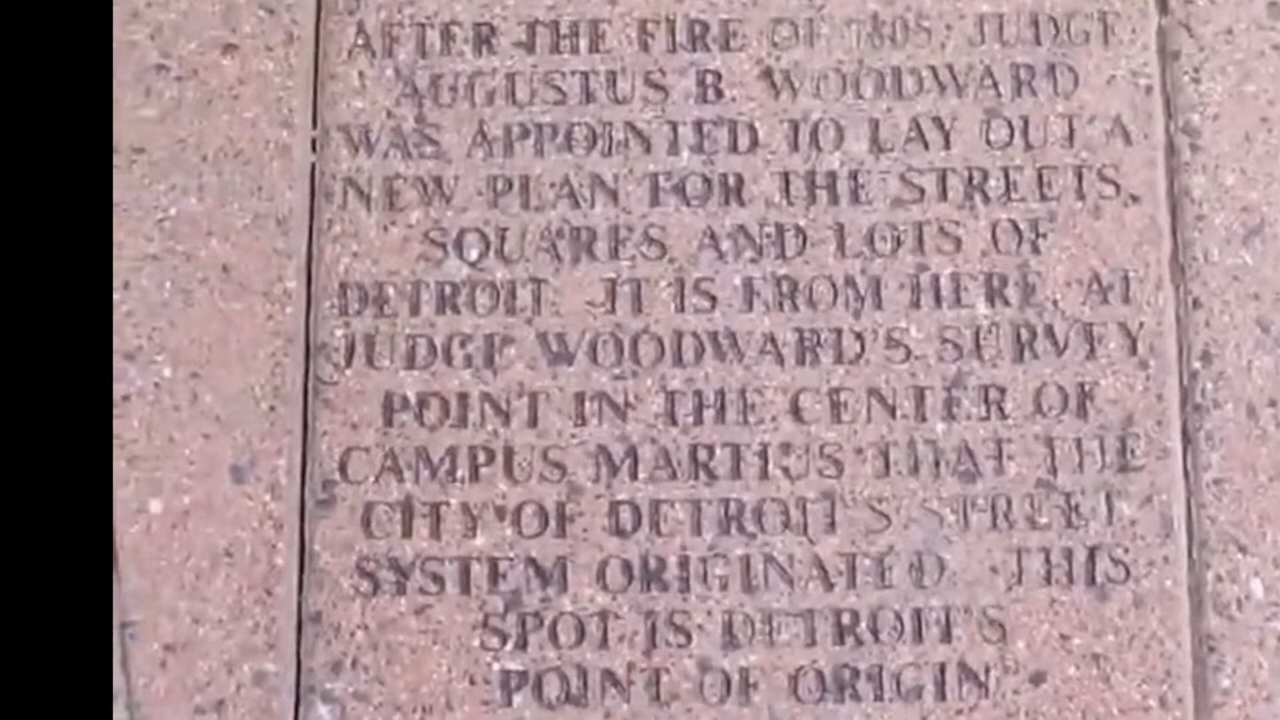 AFTER THE FIRE OF 1805, JUDGE
AUGUSTUS B. WOODWARD
WAS APPOINTED TO LAY OUT A
NEW PLAN FOR THE STREETS,
SQUARES AND LOTS OF
DETROIT. IT IS FROM HERE, AT
JUDGE WOODWARD'S SURVEY
POINT IN THE CENTER OF
CAMPUS MARTIUS THAT THE
CITY OF DETROIT'S STREET
SYSTEM ORIGINATED. THIS
SPOT IS DETROIT'S
"POINT OF ORIGIN".